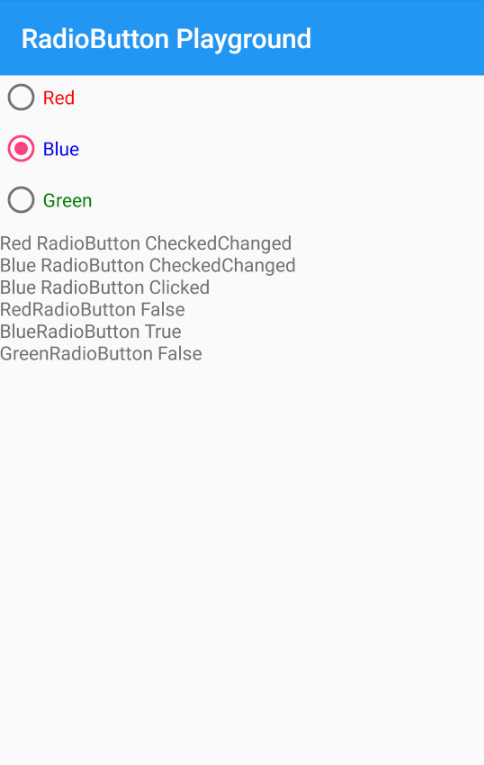 RadioButton Playground
Red
Blue
Green
Red RadioButton CheckedChanged
Blue RadioButton CheckedChanged
Blue RadioButton Clicked
RedRadioButton False
BlueRadioButton True
GreenRadioButton False